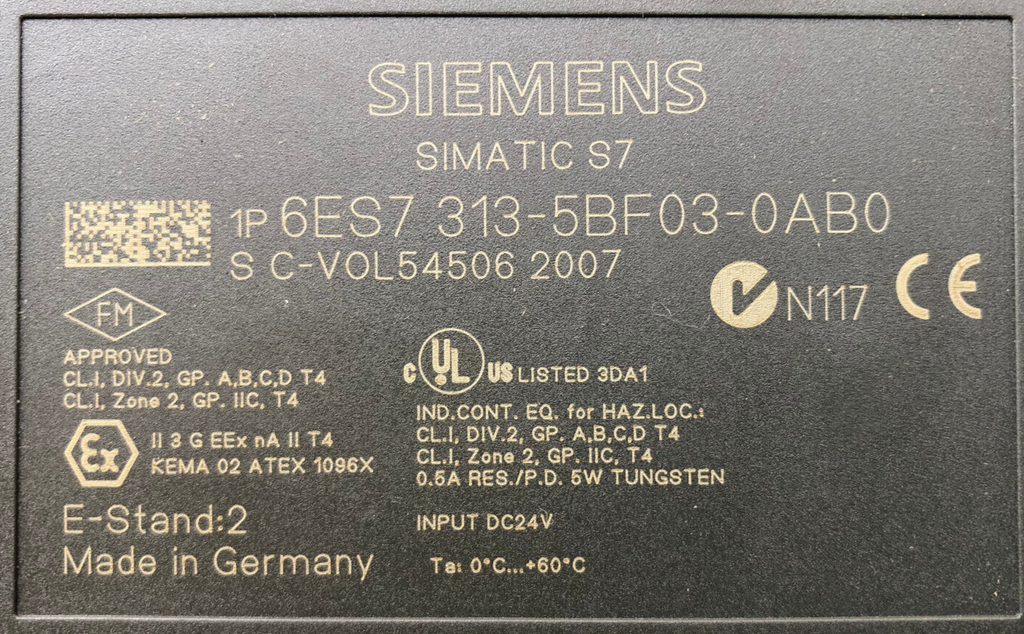 SIEMENS
SIMATIC S7
1P 6ES7 313-5BF03-0AB0
S C-VOL54506 2007
N117 CE
FM
APPROVED
CL.I, DIV.2, GP. A,B,C,D T4
CL.I, Zone 2, GP. IIC, T4
Ex II 3 G EEx nA II T4
KEMA 02 ATEX 1096X
E-Stand:2
Made in Germany
C UL US LISTED 3DA1
IND.CONT. EQ. for HAZ.LOC.:
CL.I, DIV.2, GP. A,B,C,D T4
CL.I, Zone 2, GP. IIC, T4
0.5A RES./P.D. 5W TUNGSTEN
INPUT DC24V
Ta: 0°C...+60°C